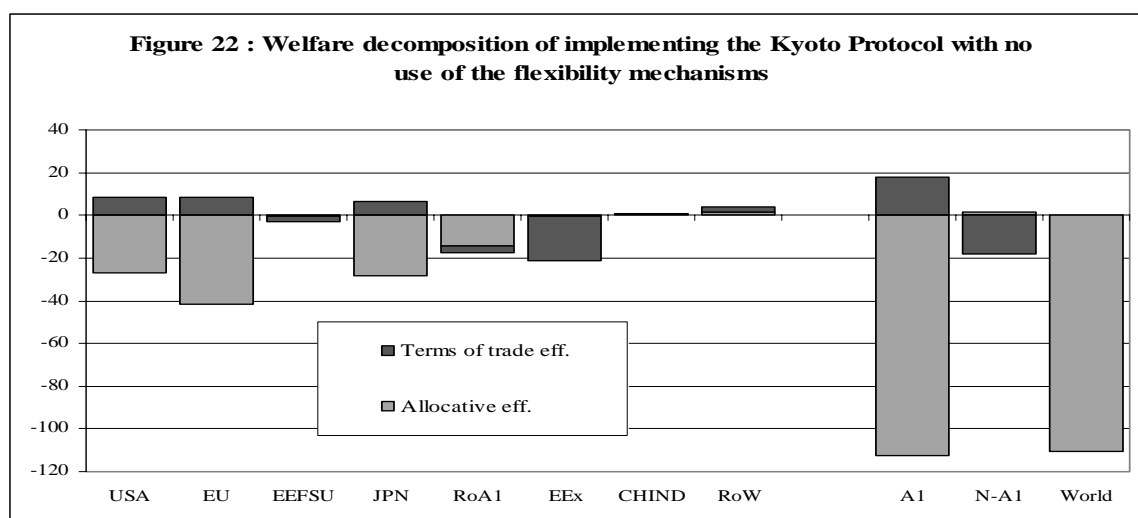 Figure 22 : Welfare decomposition of implementing the Kyoto Protocol with no
use of the flexibility mechanisms
40
20
0
-20
-40
-60
-80
-100
-120
Terms of trade eff.
Allocative eff.
USA EU EEFSU JPN RoA1 EEx CHIND RoW A1 N-A1 World